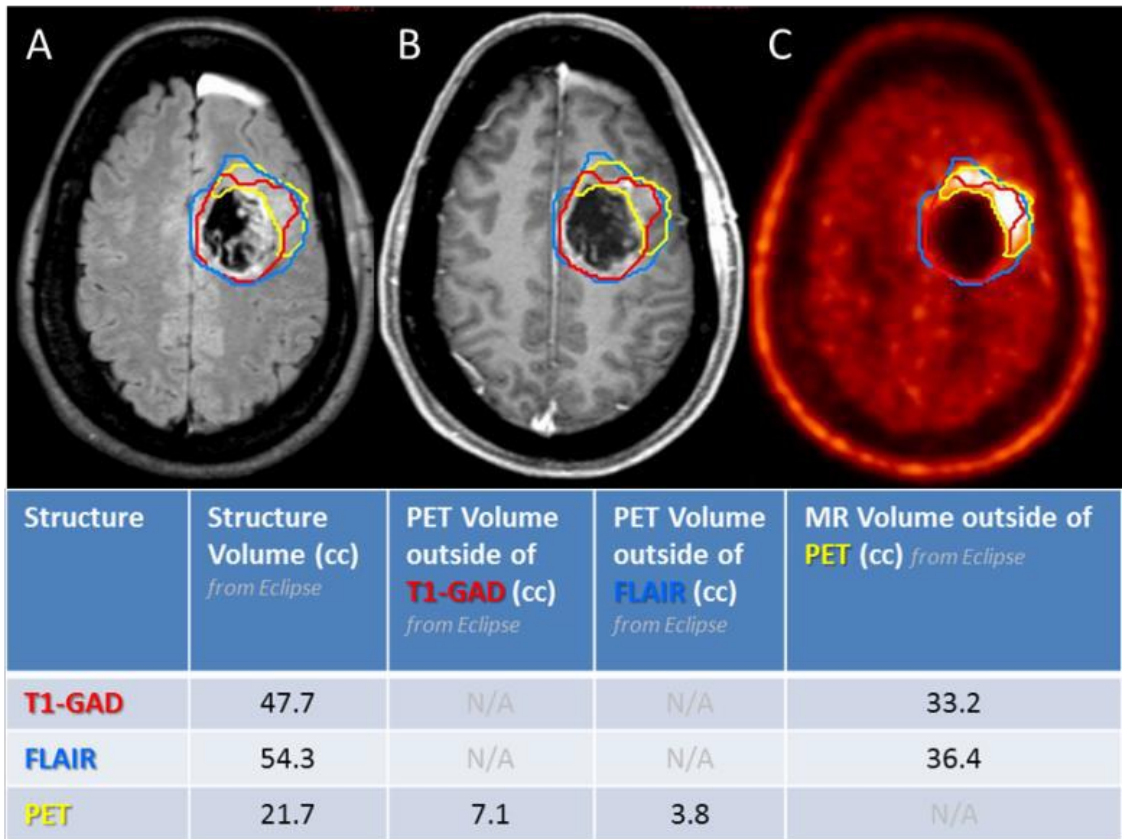 A
B
C
Structure
Structure
Volume (cc)
from Eclipse
PET Volume
outside of
T1-GAD (cc)
from Eclipse
PET Volume
outside of
FLAIR (cc)
from Eclipse
MR Volume outside of
PET (cc) from Eclipse
T1-GAD 47.7 N/A N/A 33.2
FLAIR 54.3 N/A N/A 36.4
PET 21.7 7.1 3.8 N/A